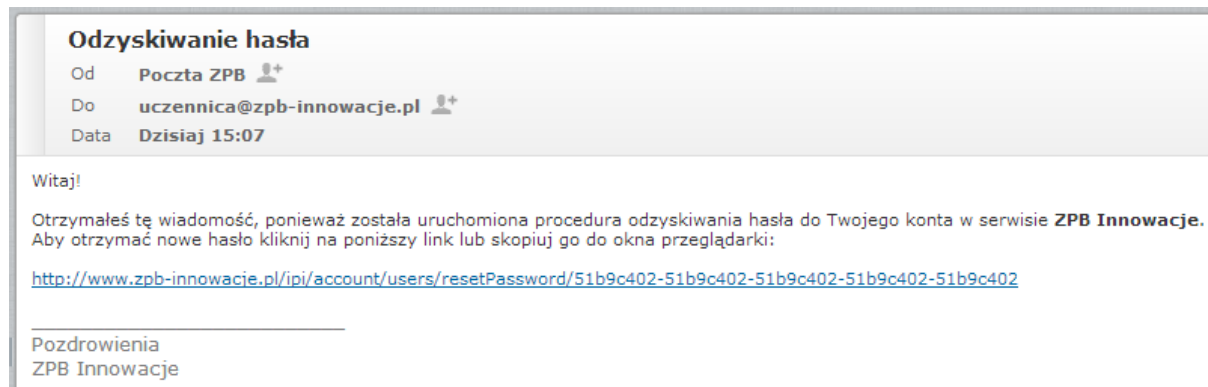 Odzyskiwanie hasła
Od Poczta ZPB
Do uczennica@zpb-innowacje.pl
Data Dzisiaj 15:07
Witaj!
Otrzymałeś tę wiadomość, ponieważ została uruchomiona procedura odzyskiwania hasła do Twojego konta w serwisie ZPB Innowacje.
Aby otrzymać nowe hasło kliknij na poniższy link lub skopiuj go do okna przeglądarki:
http://www.zpb-innowacje.pl/ipi/account/users/resetPassword/51b9c402-51b9c402-51b9c402-51b9c402-51b9c402
Pozdrowienia
ZPB Innowacje